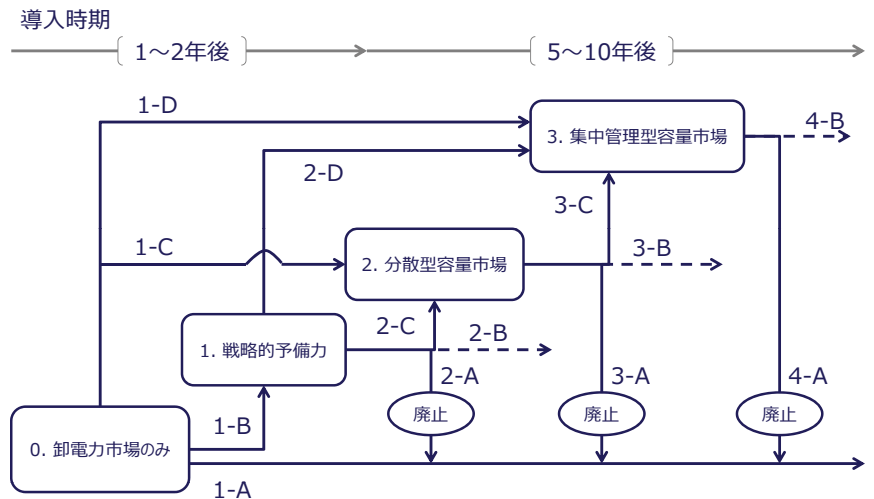 導入時期
1～2年後
5～10年後
1-D
3. 集中管理型容量市場
4-B
2-D
3-C
1-C
2. 分散型容量市場
3-B
1. 戦略的予備力
2-C
2-B
2-A
3-A
4-A
廃止
廃止
廃止
1-B
0. 卸電力市場のみ
1-A